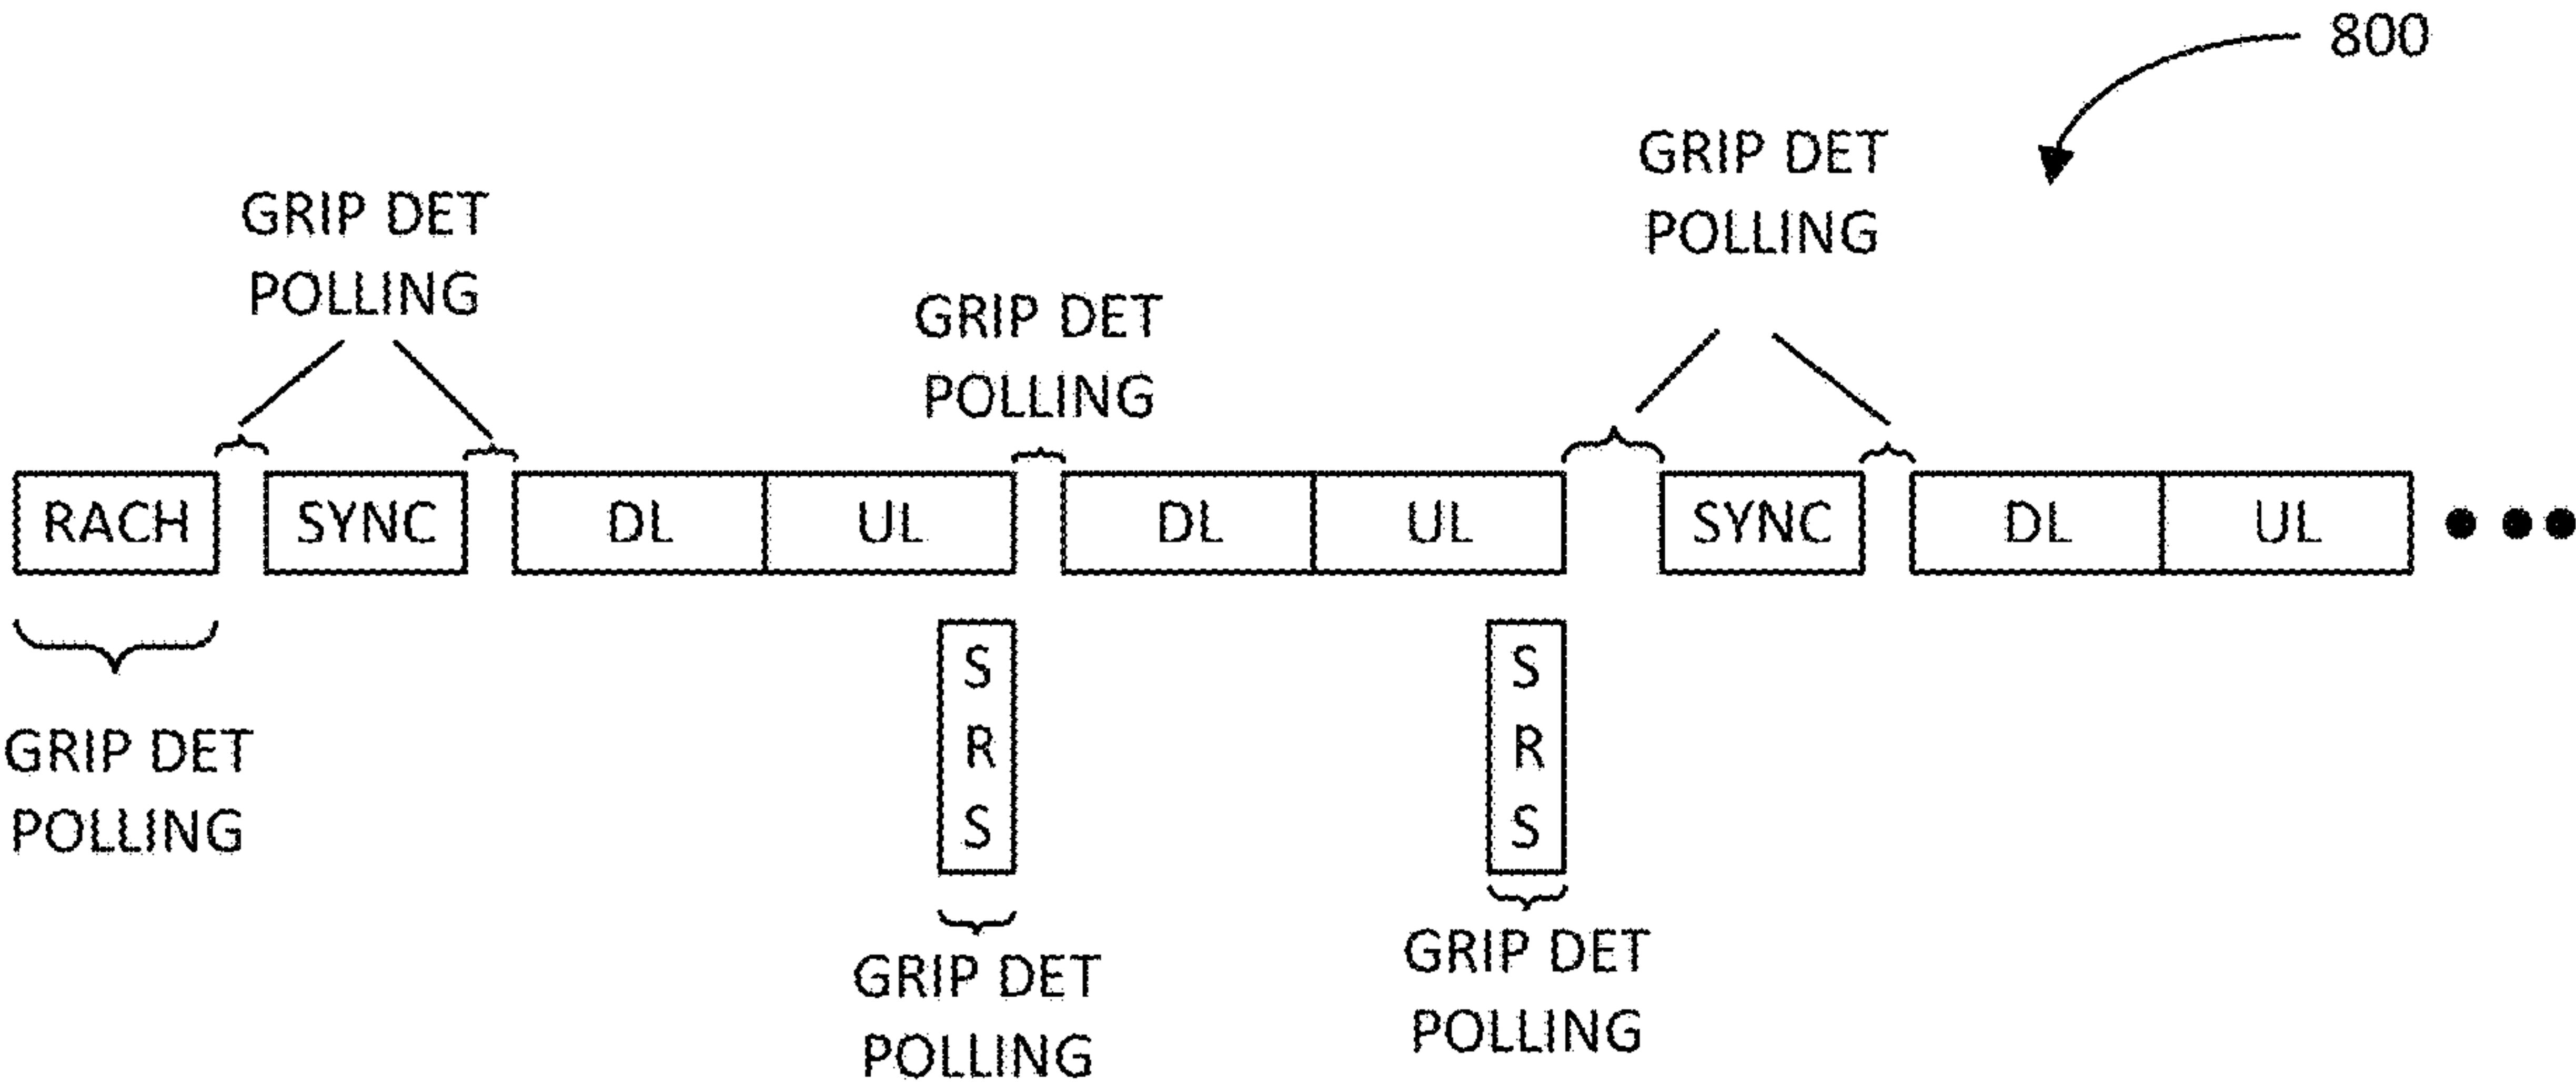 800
GRIP DET
POLLING
GRIP DET
POLLING
GRIP DET
POLLING
RACH SYNC DL UL DL UL SYNC DL UL
S
R
S
S
R
S
GRIP DET
POLLING
GRIP DET
POLLING
GRIP DET
POLLING